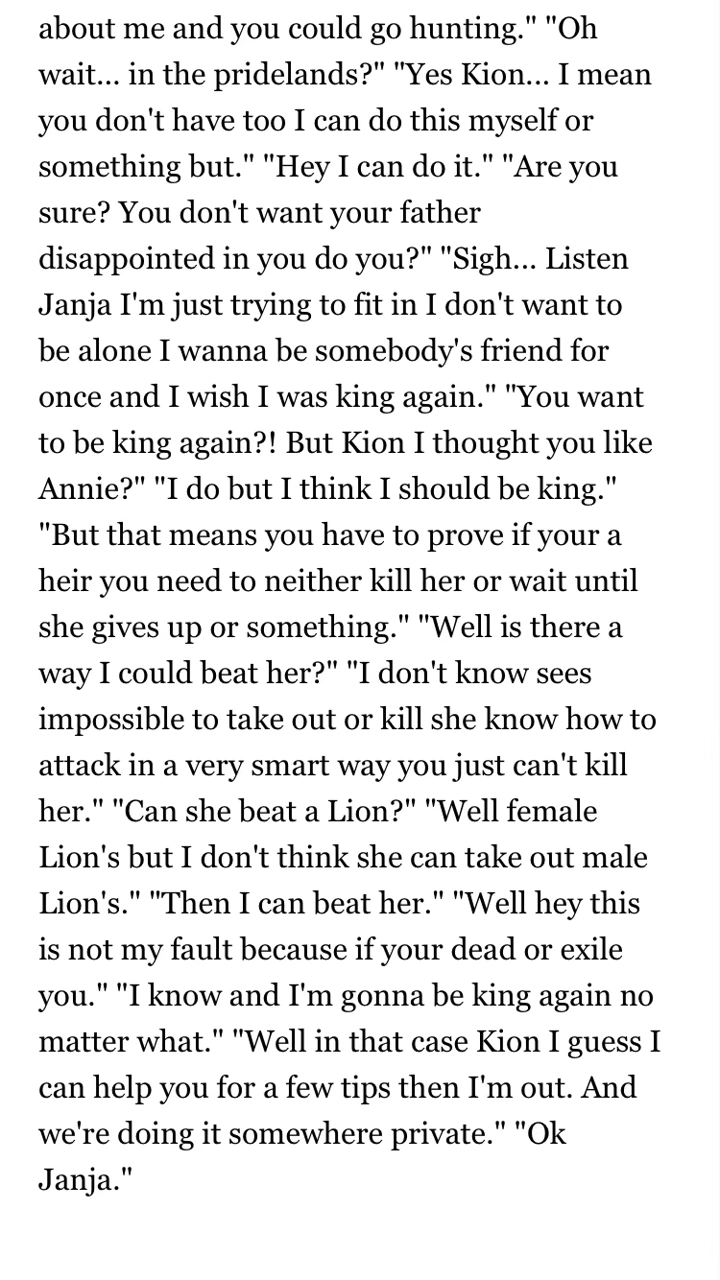 about me and you could go hunting." "Oh
wait... in the pridelands?" "Yes Kion... I mean
you don't have too I can do this myself or
something but." "Hey I can do it." "Are you
sure? You don't want your father
disappointed in you do you?" "Sigh... Listen
Janja I'm just trying to fit in I don't want to
be alone I wanna be somebody's friend for
once and I wish I was king again." "You want
to be king again?! But Kion I thought you like
Annie?" "I do but I think I should be king."
"But that means you have to prove if your a
heir you need to neither kill her or wait until
she gives up or something." "Well is there a
way I could beat her?" "I don't know sees
impossible to take out or kill she know how to
attack in a very smart way you just can't kill
her." "Can she beat a Lion?" "Well female
Lion's but I don't think she can take out male
Lion's." "Then I can beat her." "Well hey this
is not my fault because if your dead or exile
you." "I know and I'm gonna be king again no
matter what." "Well in that case Kion I guess I
can help you for a few tips then I'm out. And
we're doing it somewhere private." "Ok
Janja."